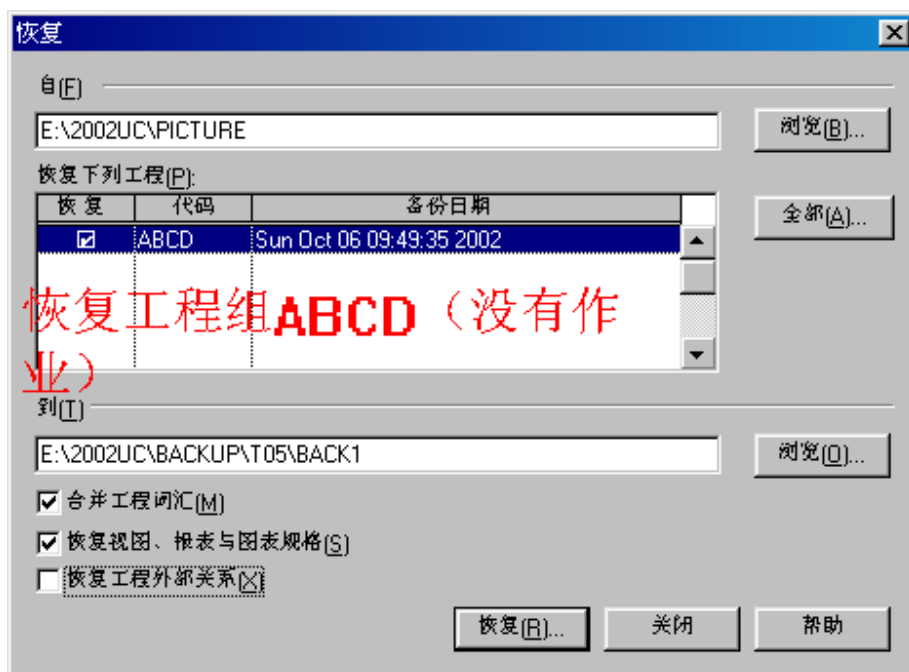 恢复
自(F)
E:\2002UC\PICTURE
浏览(B)...
恢复下列工程(P):
恢复 代码 备份日期
全部(A)...
ABCD Sun Oct 06 09:49:35 2002
恢复工程组ABCD（没有作
业）
到(T)
E:\2002UC\BACKUP\T05\BACK1
浏览(O)...
合并工程词汇(M)
恢复视图、报表与图表规格(S)
恢复工程外部关系(X)
恢复(R)... 关闭 帮助